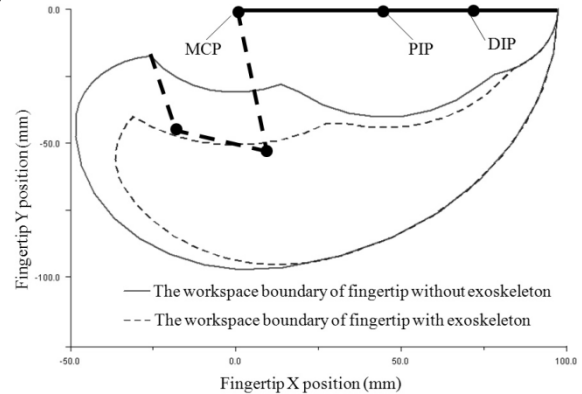 0.0
MCP
PIP
DIP
-50.0
-100.0
The workspace boundary of fingertip without exoskeleton
The workspace boundary of fingertip with exoskeleton
-50.0 0.0 50.0 100.0
Fingertip X position (mm)
Fingertip Y position (mm)